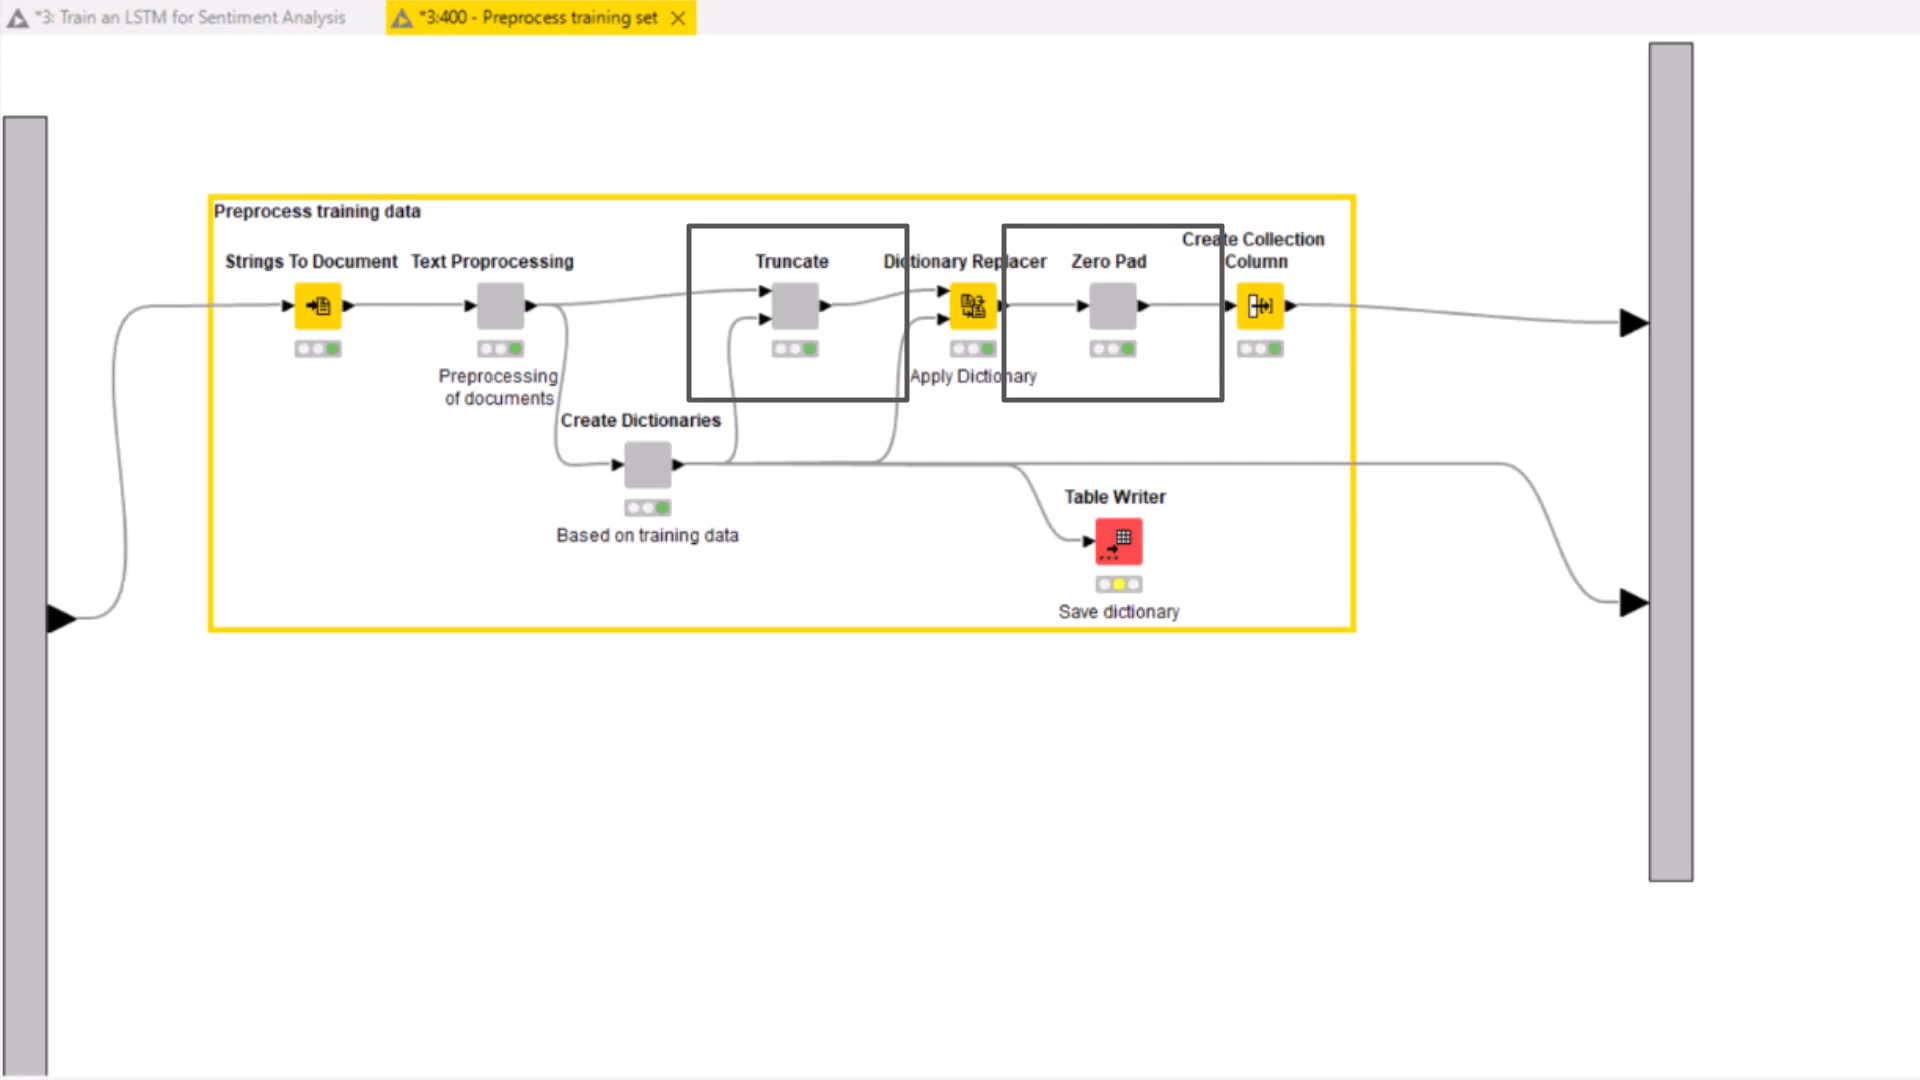 *3: Train an LSTM for Sentiment Analysis
*3:400 - Preprocess training set
Preprocess training data
Strings To Document
Text Proprocessing
Preprocessing
of documents
Truncate
Dictionary Replacer
Apply Dictionary
Zero Pad
Create Collection
Column
Create Dictionaries
Based on training data
Table Writer
Save dictionary